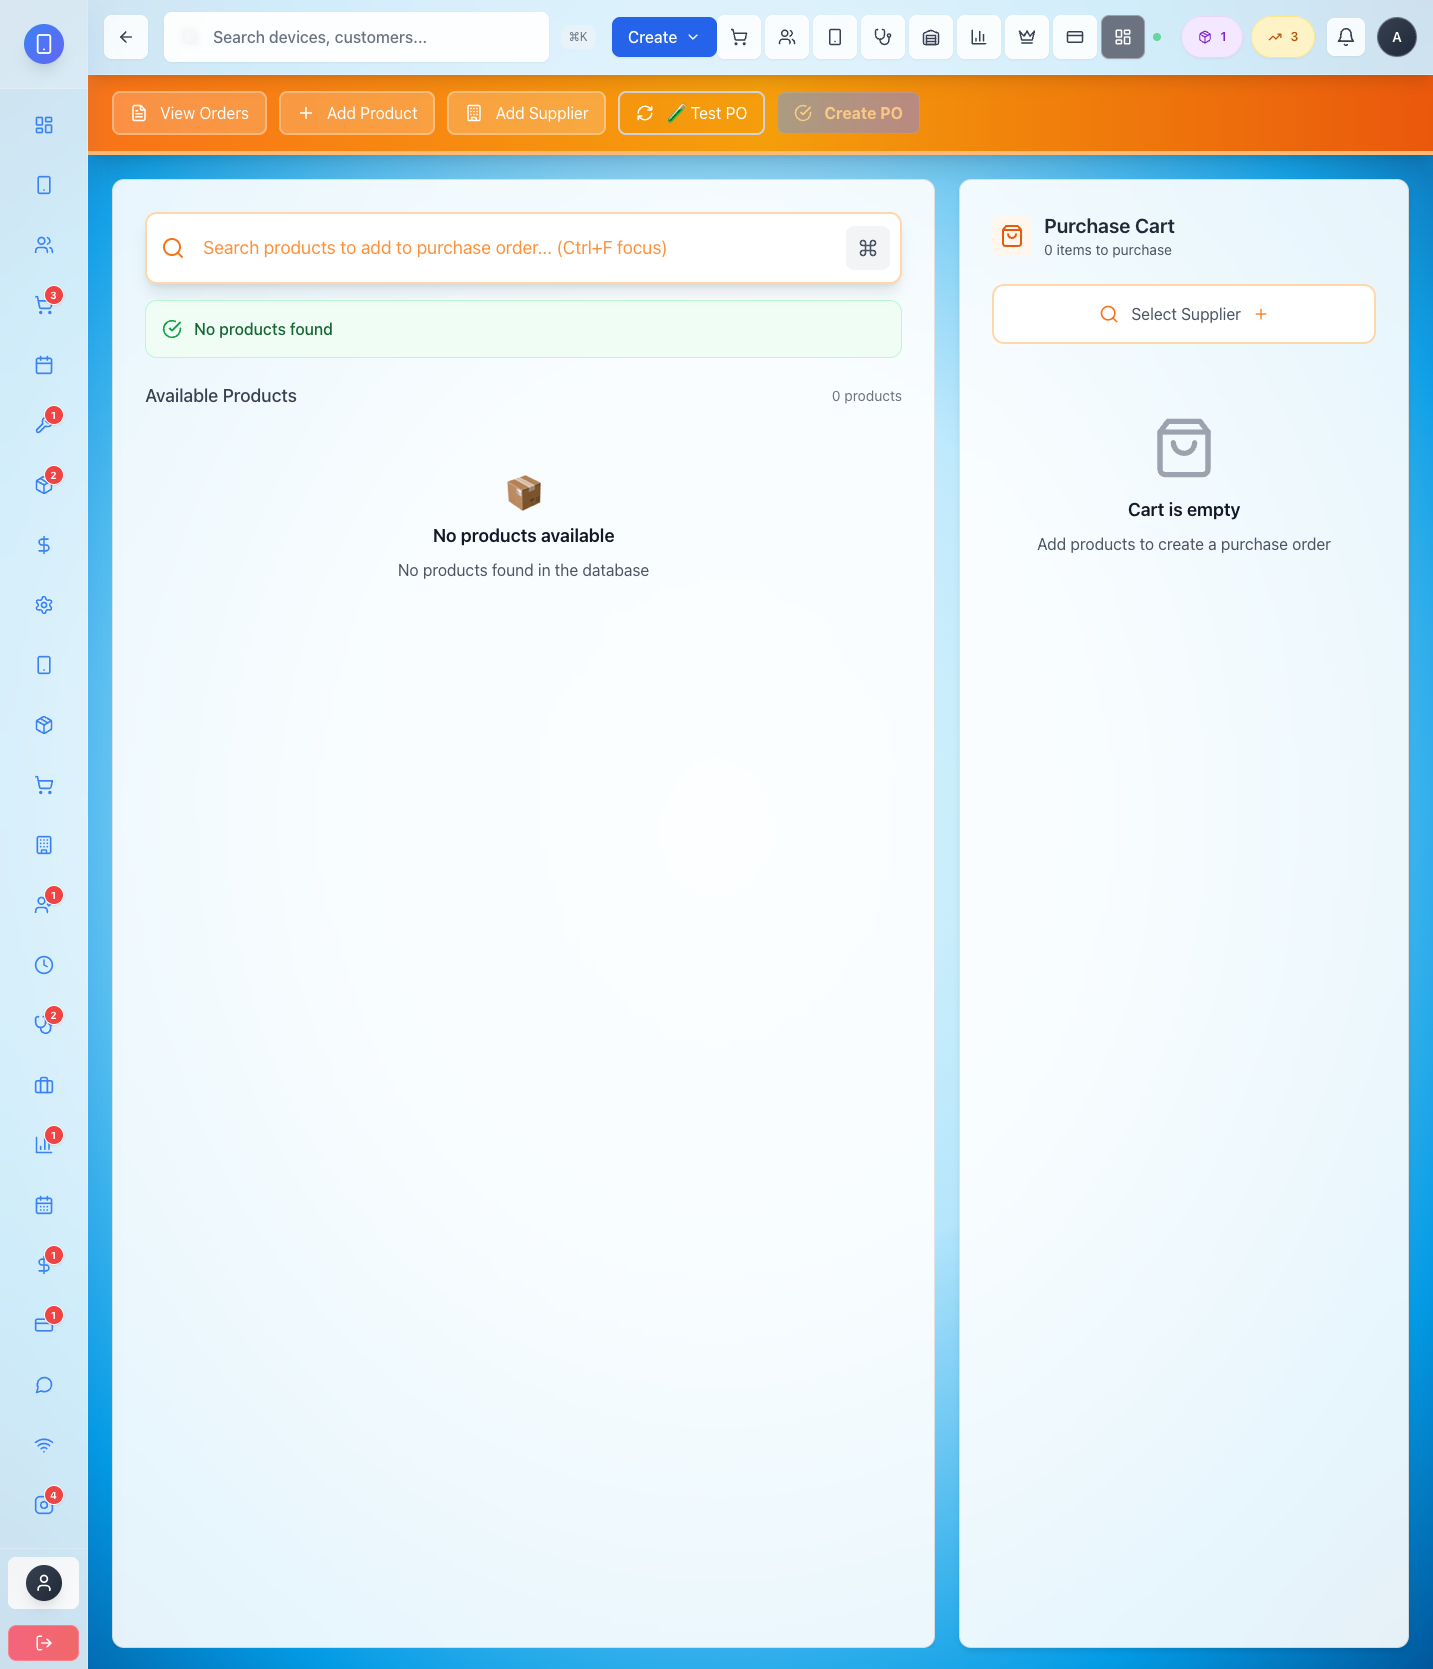 Search devices, customers...
⌘K
Create
1
3
A
View Orders
Add Product
Add Supplier
🧪 Test PO
Create PO
3
1
2
1
2
1
1
1
4
Search products to add to purchase order... (Ctrl+F focus)
No products found
Available Products
0 products
No products available
No products found in the database
Purchase Cart
0 items to purchase
Select Supplier
Cart is empty
Add products to create a purchase order